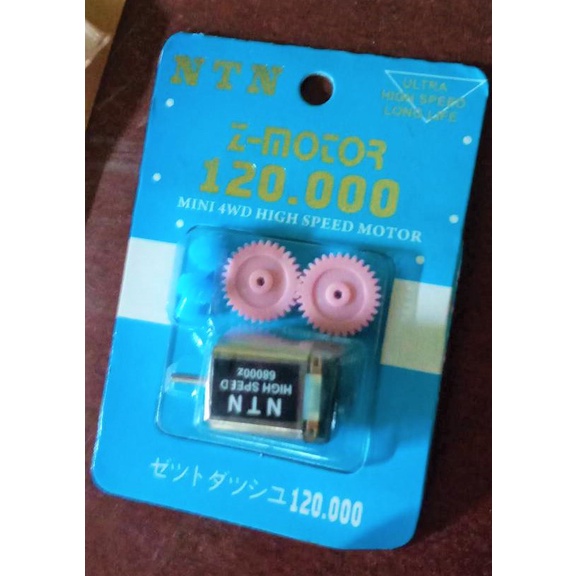 NTN
ULTRA
HIGH SPEED
LONG LIFE
Z-MOTOR
120.000
MINI 4WD HIGH SPEED MOTOR
NTN
HIGH SPEED
68000z
ゼットダッシュ120.000